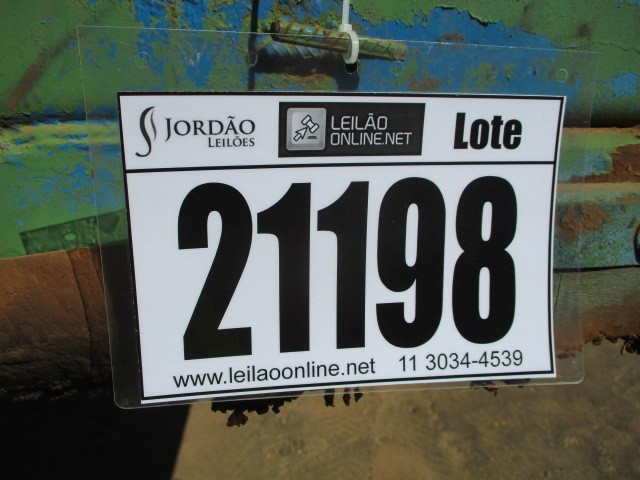 JORDÃO
LEILÕES
LEILÃO
ONLINE.NET
Lote
21198
www.leilaoonline.net 11 3034-4539